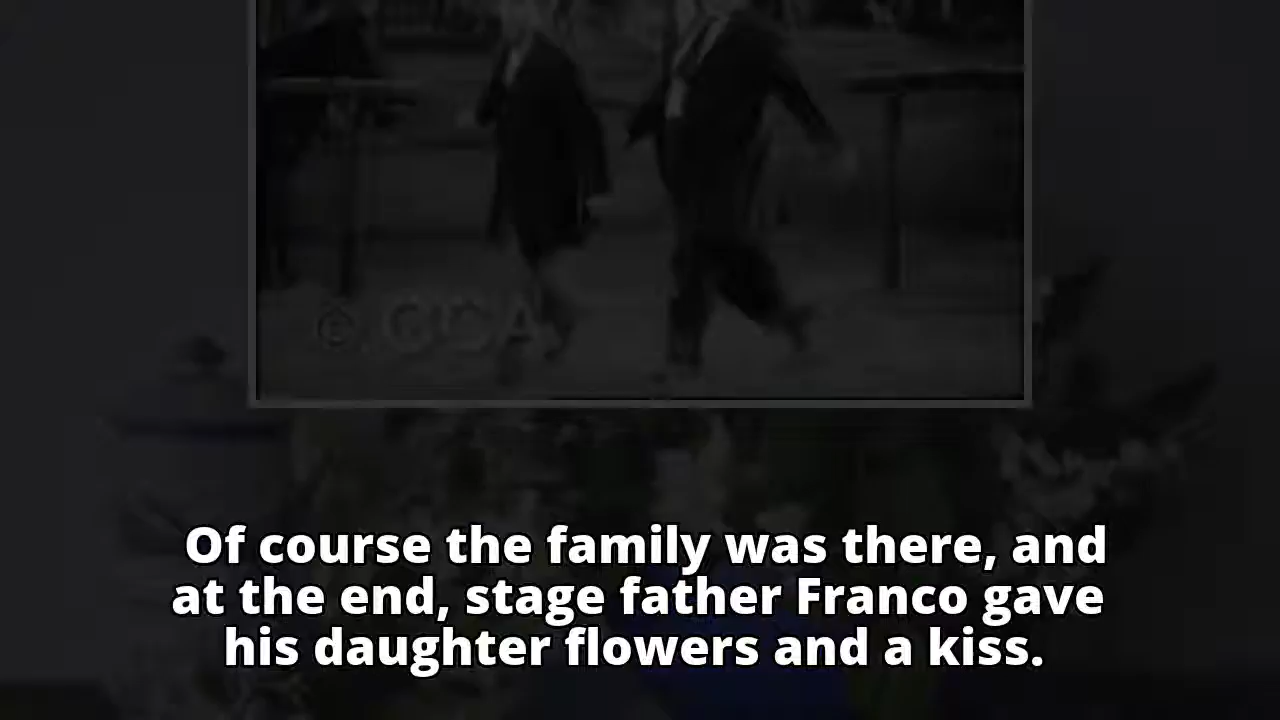 © CCTA
Of course the family was there, and
at the end, stage father Franco gave
his daughter flowers and a kiss.